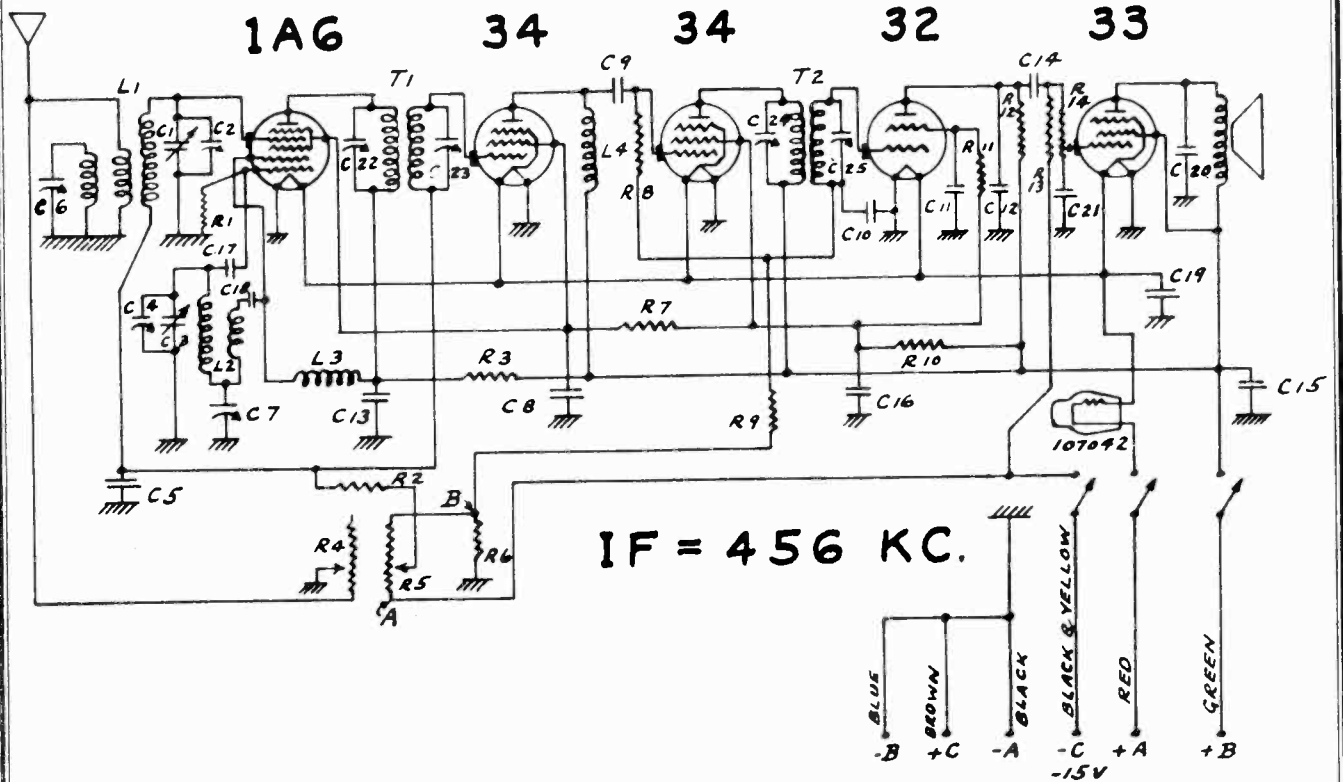 1A6 34 34 32 33
L1
T1
C9
T2
C14
C1
C2
C22
C23
L4
R8
C24
C25
R11
R12
R14
R13
C6
R1
C10
C11
C12
C21
C20
C17
C18
C4
C3
L2
R7
C19
L3
R3
R10
C7
C13
C8
R9
C16
C15
107042
C5
R2
B
R4
R5
R6
A
IF = 456 KC.
BLUE
BROWN
BLACK
BLACK & YELLOW
RED
GREEN
-B +C -A -C +A +B
-15V